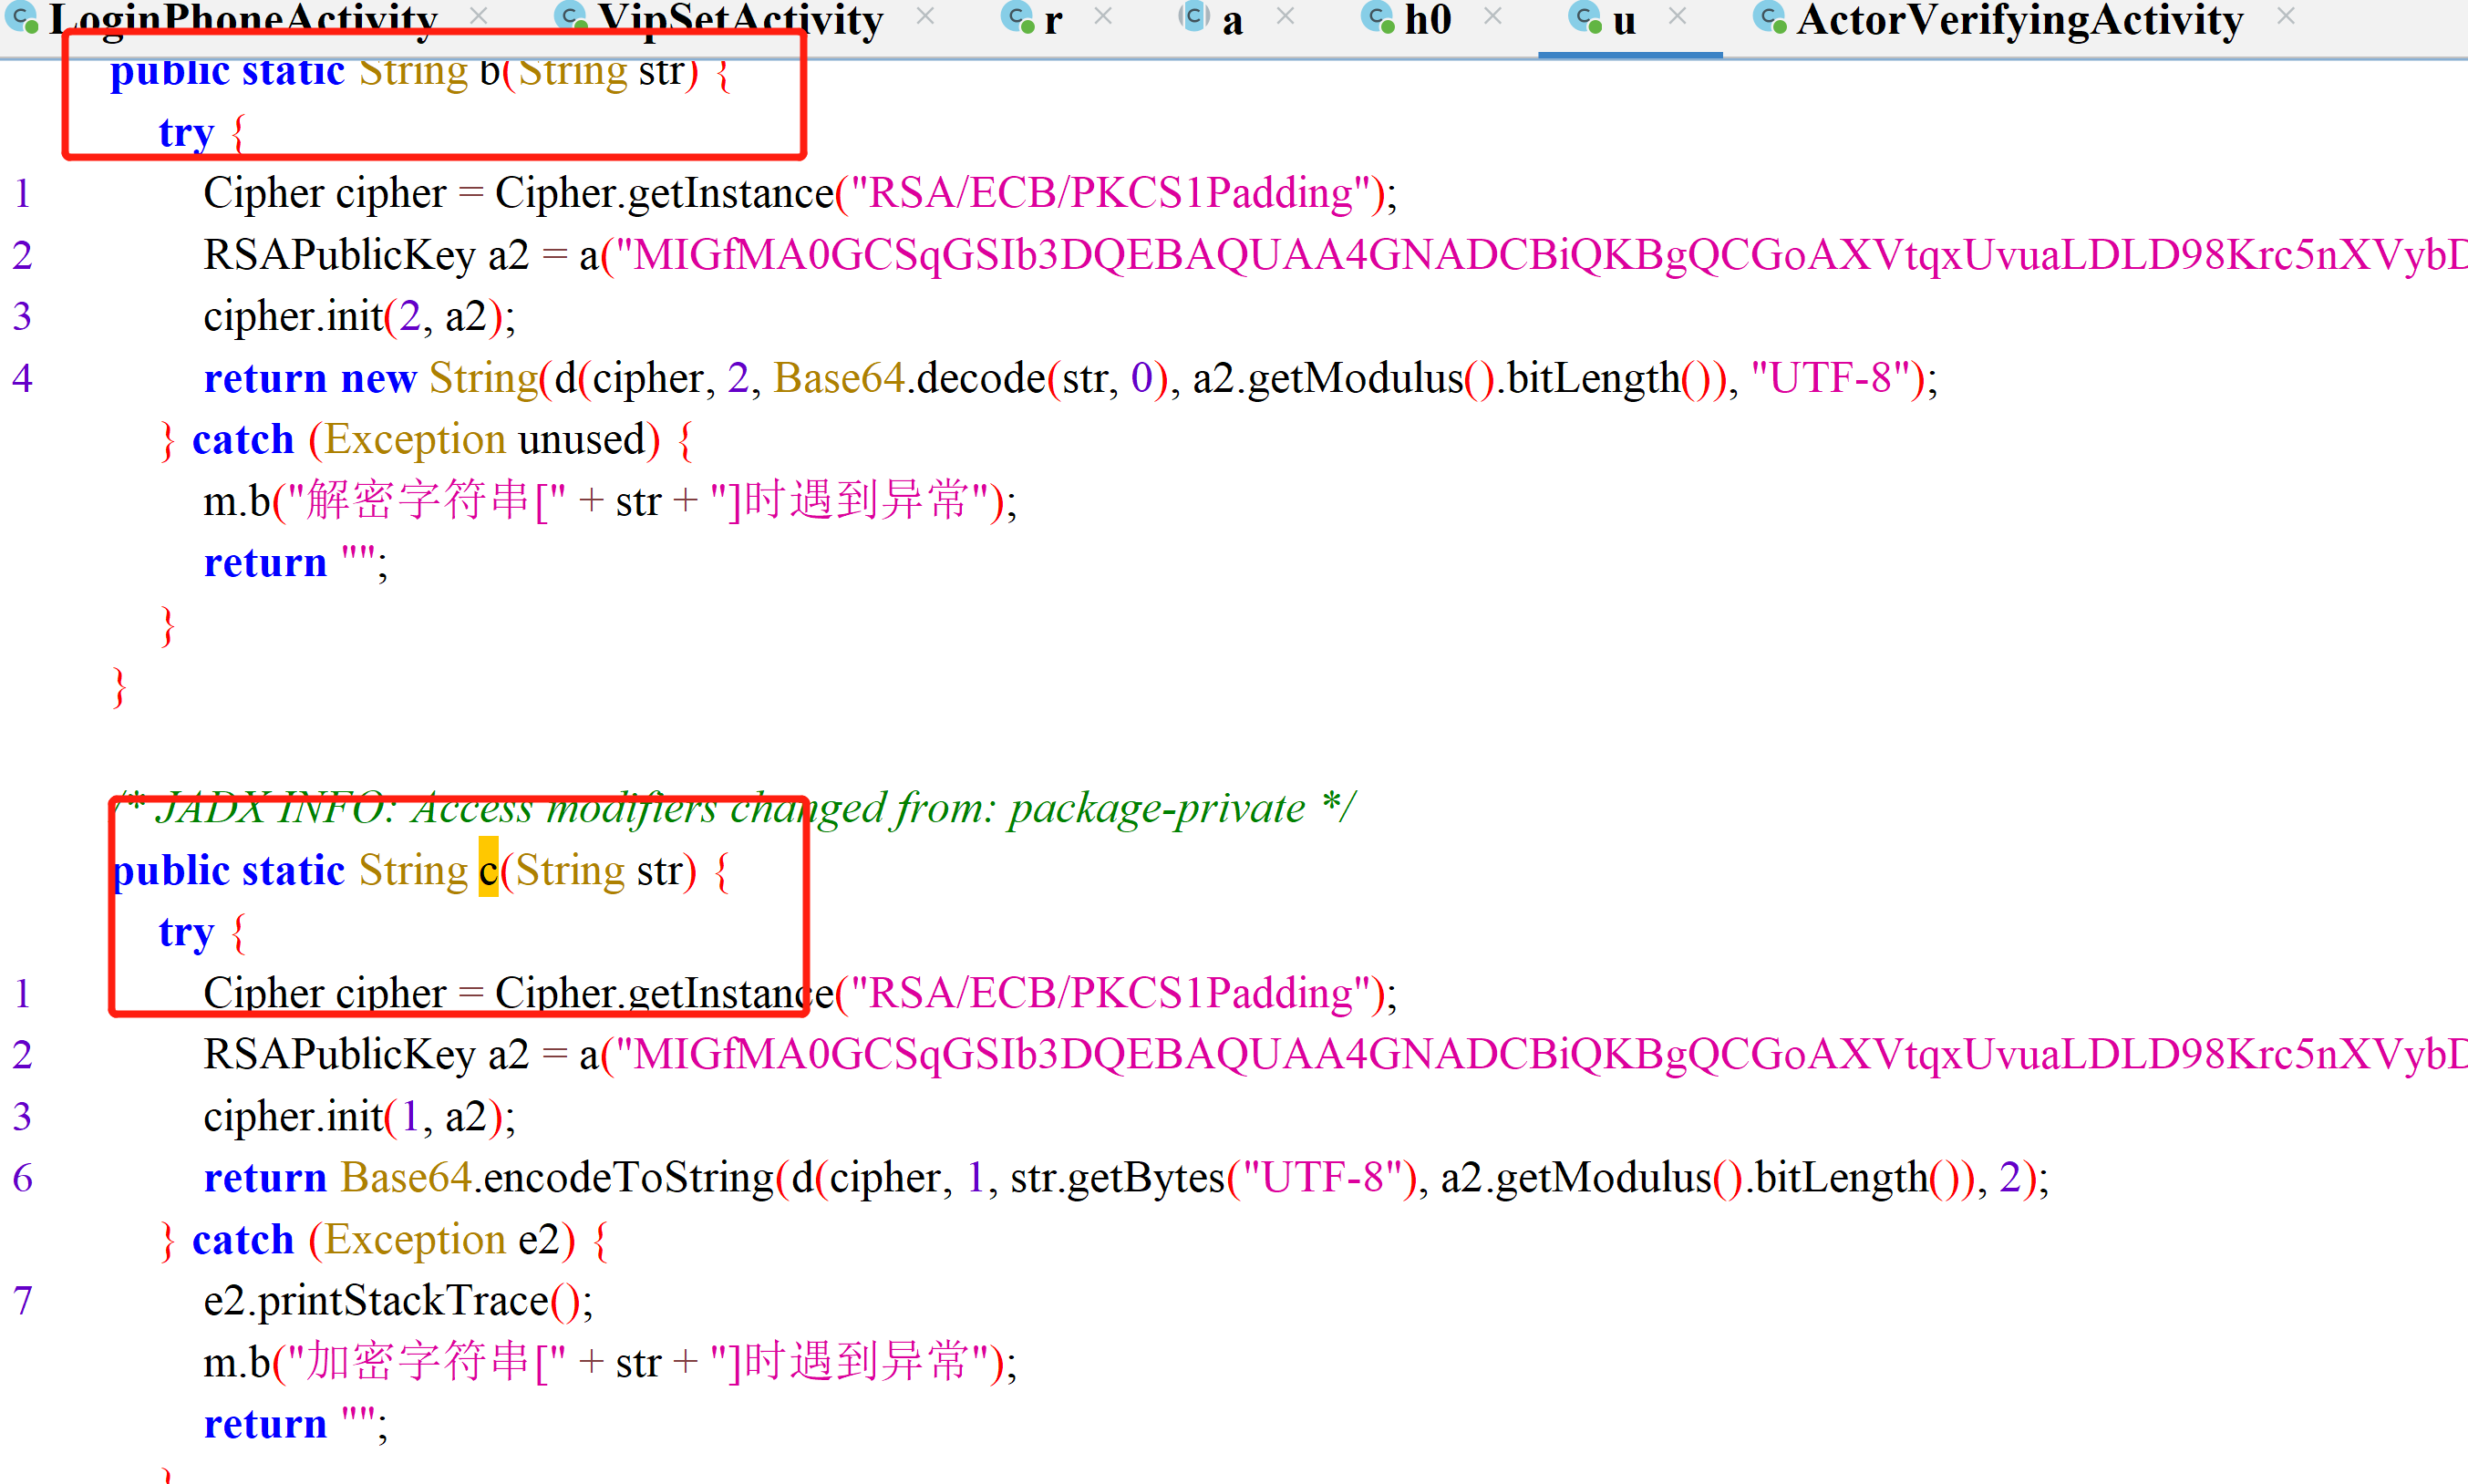 LoginPhoneActivity × VipSetActivity × r × a × h0 × u × ActorVerifyingActivity ×
public static String b(String str) {
try {
1 Cipher cipher = Cipher.getInstance("RSA/ECB/PKCS1Padding");
2 RSAPublicKey a2 = a("MIGfMA0GCSqGSIb3DQEBAQUAA4GNADCBiQKBgQCGoAXVtqxUvuaLDLD98Krc5nXVybD
3 cipher.init(2, a2);
4 return new String(d(cipher, 2, Base64.decode(str, 0), a2.getModulus().bitLength()), "UTF-8");
} catch (Exception unused) {
m.b("解密字符串[" + str + "]时遇到异常");
return "";
}
}
/* JADX INFO: Access modifiers changed from: package-private */
public static String c(String str) {
try {
1 Cipher cipher = Cipher.getInstance("RSA/ECB/PKCS1Padding");
2 RSAPublicKey a2 = a("MIGfMA0GCSqGSIb3DQEBAQUAA4GNADCBiQKBgQCGoAXVtqxUvuaLDLD98Krc5nXVybD
3 cipher.init(1, a2);
6 return Base64.encodeToString(d(cipher, 1, str.getBytes("UTF-8"), a2.getModulus().bitLength()), 2);
} catch (Exception e2) {
7 e2.printStackTrace();
m.b("加密字符串[" + str + "]时遇到异常");
return "";
}